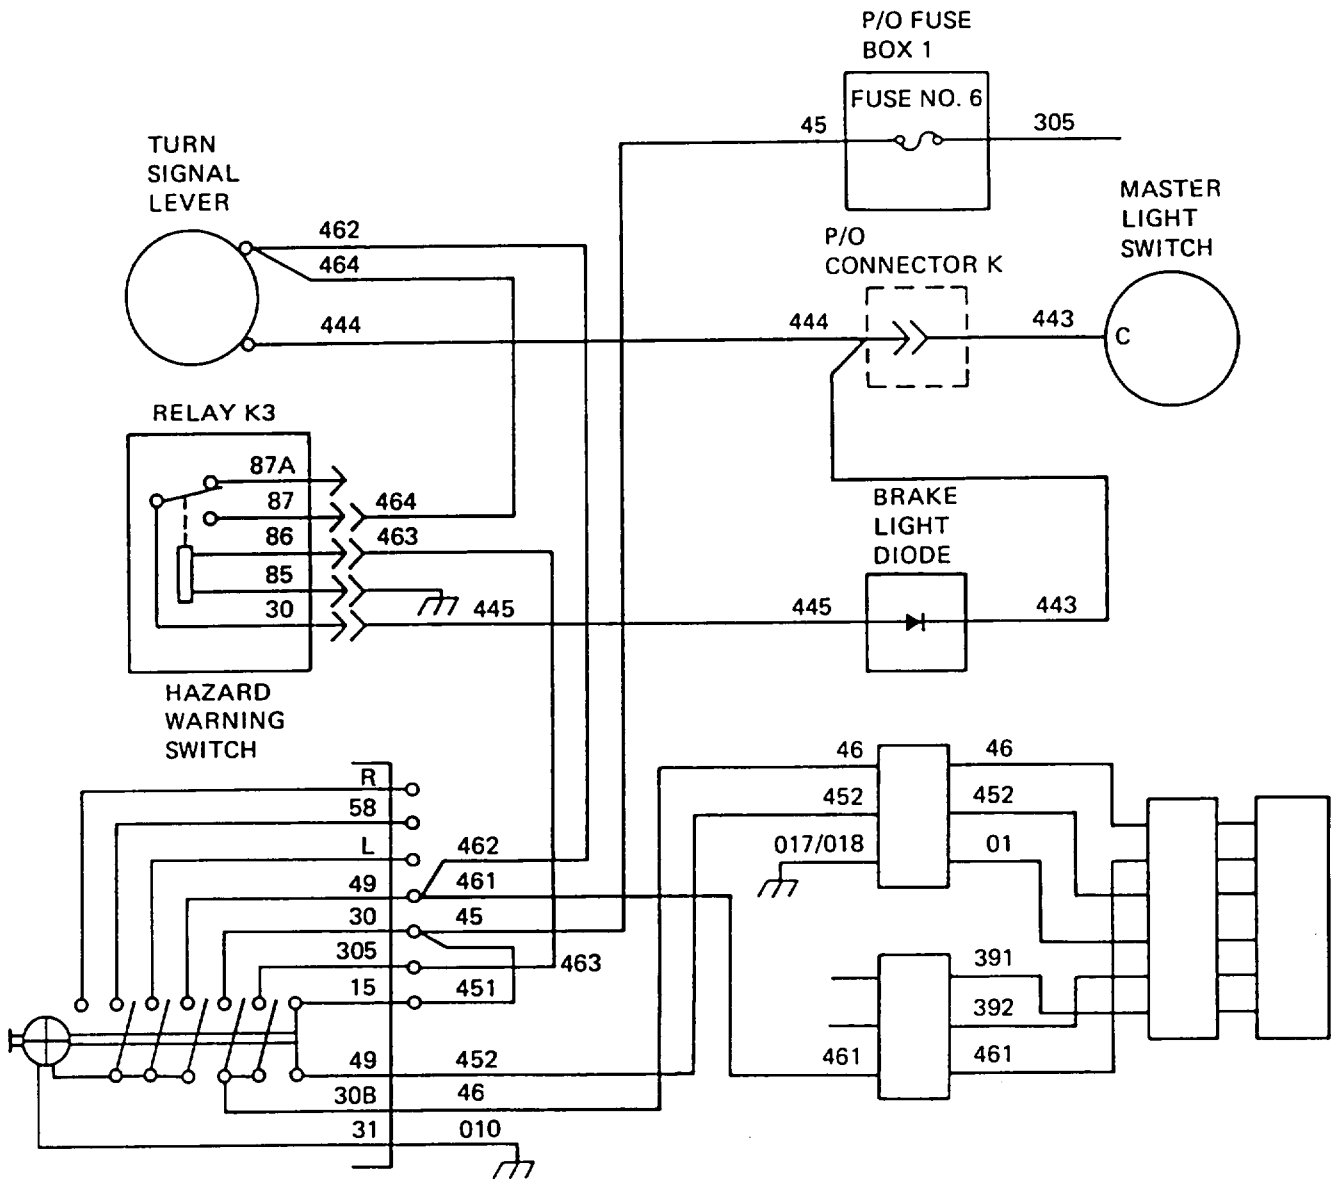 P/O FUSE
BOX 1
FUSE NO. 6
45
305
TURN
SIGNAL
LEVER
MASTER
LIGHT
SWITCH
462
464
P/O
CONNECTOR K
444
444
443
C
RELAY K3
87A
87
464
86
463
85
30
445
BRAKE
LIGHT
DIODE
445
443
HAZARD
WARNING
SWITCH
R
58
L
49
462
461
30
45
305
463
15
451
49
452
30B
46
31
010
46
46
452
452
017/018
01
391
392
461
461